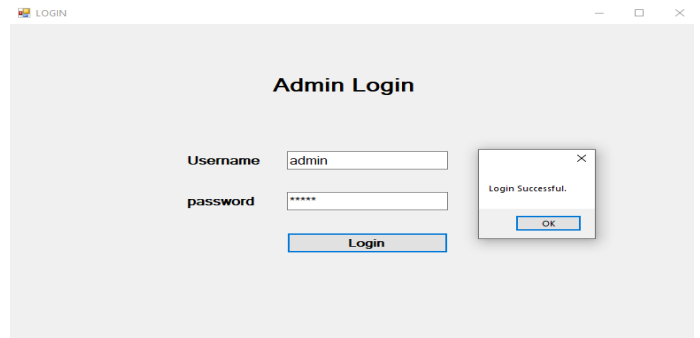 LOGIN
Admin Login
Username admin
password *****
Login
Login Successful.
OK